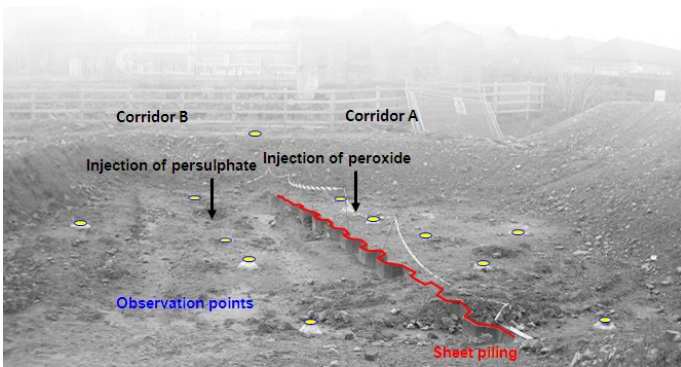 Corridor B
Corridor A
Injection of persulphate
Injection of peroxide
Observation points
Sheet piling